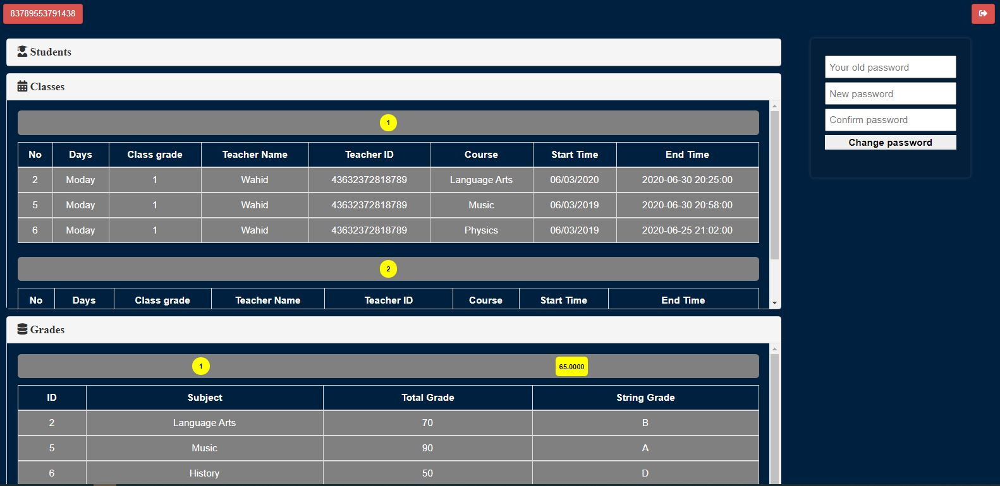 83789553791438
Students
Classes
1
No Days Class grade Teacher Name Teacher ID Course Start Time End Time
2 Moday 1 Wahid 43632372818789 Language Arts 06/03/2020 2020-06-30 20:25:00
5 Moday 1 Wahid 43632372818789 Music 06/03/2019 2020-06-30 20:58:00
6 Moday 1 Wahid 43632372818789 Physics 06/03/2019 2020-06-25 21:02:00
2
No Days Class grade Teacher Name Teacher ID Course Start Time End Time
Grades
1 65.0000
ID Subject Total Grade String Grade
2 Language Arts 70 B
5 Music 90 A
6 History 50 D
Your old password
New password
Confirm password
Change password